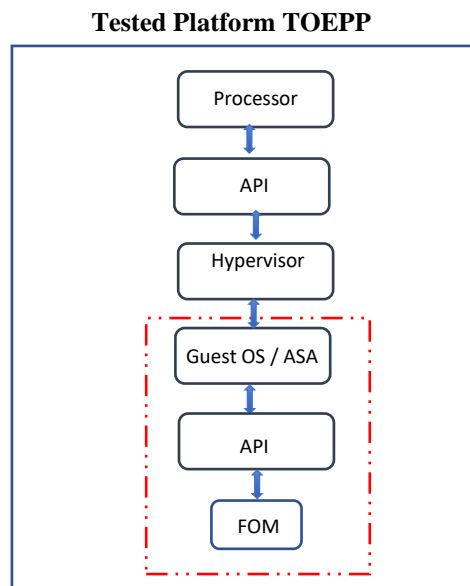 Tested Platform TOEPP
Processor
API
Hypervisor
Guest OS / ASA
API
FOM